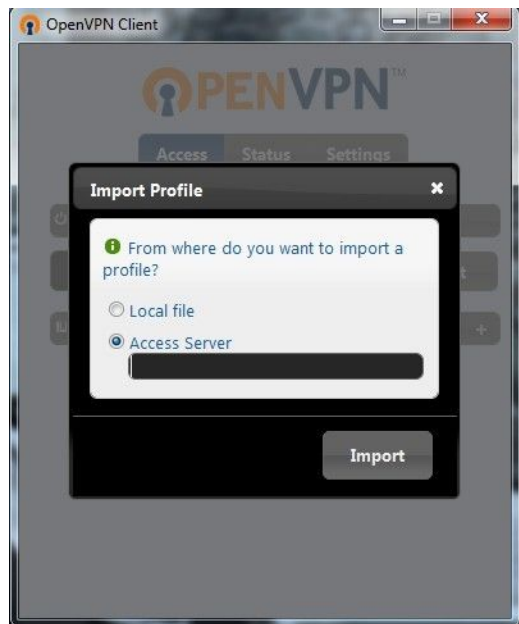 OpenVPN Client
OPENVPN™
Access Status Settings
Import Profile
From where do you want to import a
profile?
Local file
Access Server
Import